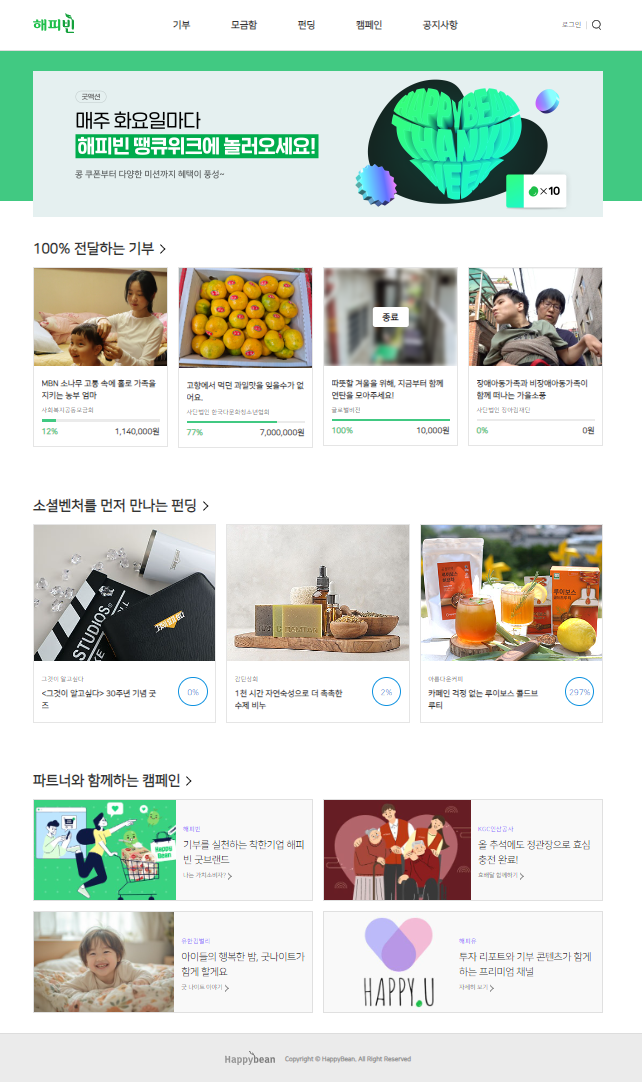 해피빈
기부 모금함 펀딩 캠페인 공지사항 로그인
굿액션
매주 화요일마다
해피빈 땡큐위크에 놀러오세요!
콩 쿠폰부터 다양한 미션까지 혜택이 풍성~
HAPPYBEAN
THANKYOU
WEEK
×10
100% 전달하는 기부
종료
MBN 소나무 고통 속에 홀로 가족을
지키는 농부 엄마
사회복지공동모금회
12% 1,140,000원
고향에서 먹던 과일맛을 잊을수가 없
어요.
사단법인 한국다문화청소년협회
77% 7,000,000원
따뜻할 겨울을 위해, 지금부터 함께
연탄을 모아주세요!
글로벌비전
100% 10,000원
장애아동가족과 비장애아동가족이
함께 떠나는 가을소풍
0% 0원
소셜벤처를 먼저 만나는 펀딩
STUDIOS
그것이 알고싶다
<그것이 알고싶다> 30주년 기념 굿
즈
0%
1천 시간 자연숙성으로 더 촉촉한
수제 비누
2%
루이보스
아름다운커피
카페인 걱정 없는 루이보스 콜드브
루티
297%
파트너와 함께하는 캠페인
Happy
Bean
해피빈
기부를 실천하는 착한기업 해피
빈 굿브랜드
나는 가치소비자?
KGC인삼공사
올 추석에도 정관장으로 효심
충전 완료!
효배달 함께하기
유한킴벌리
아이들의 행복한 밤, 굿나이트가
함께 할게요
굿 나이트 이야기
HAPPY.U
해피유
투자 리포트와 기부 콘텐츠가 함께
하는 프리미엄 채널
자세히 보기
Happybean Copyright © HappyBean, All Right Reserved